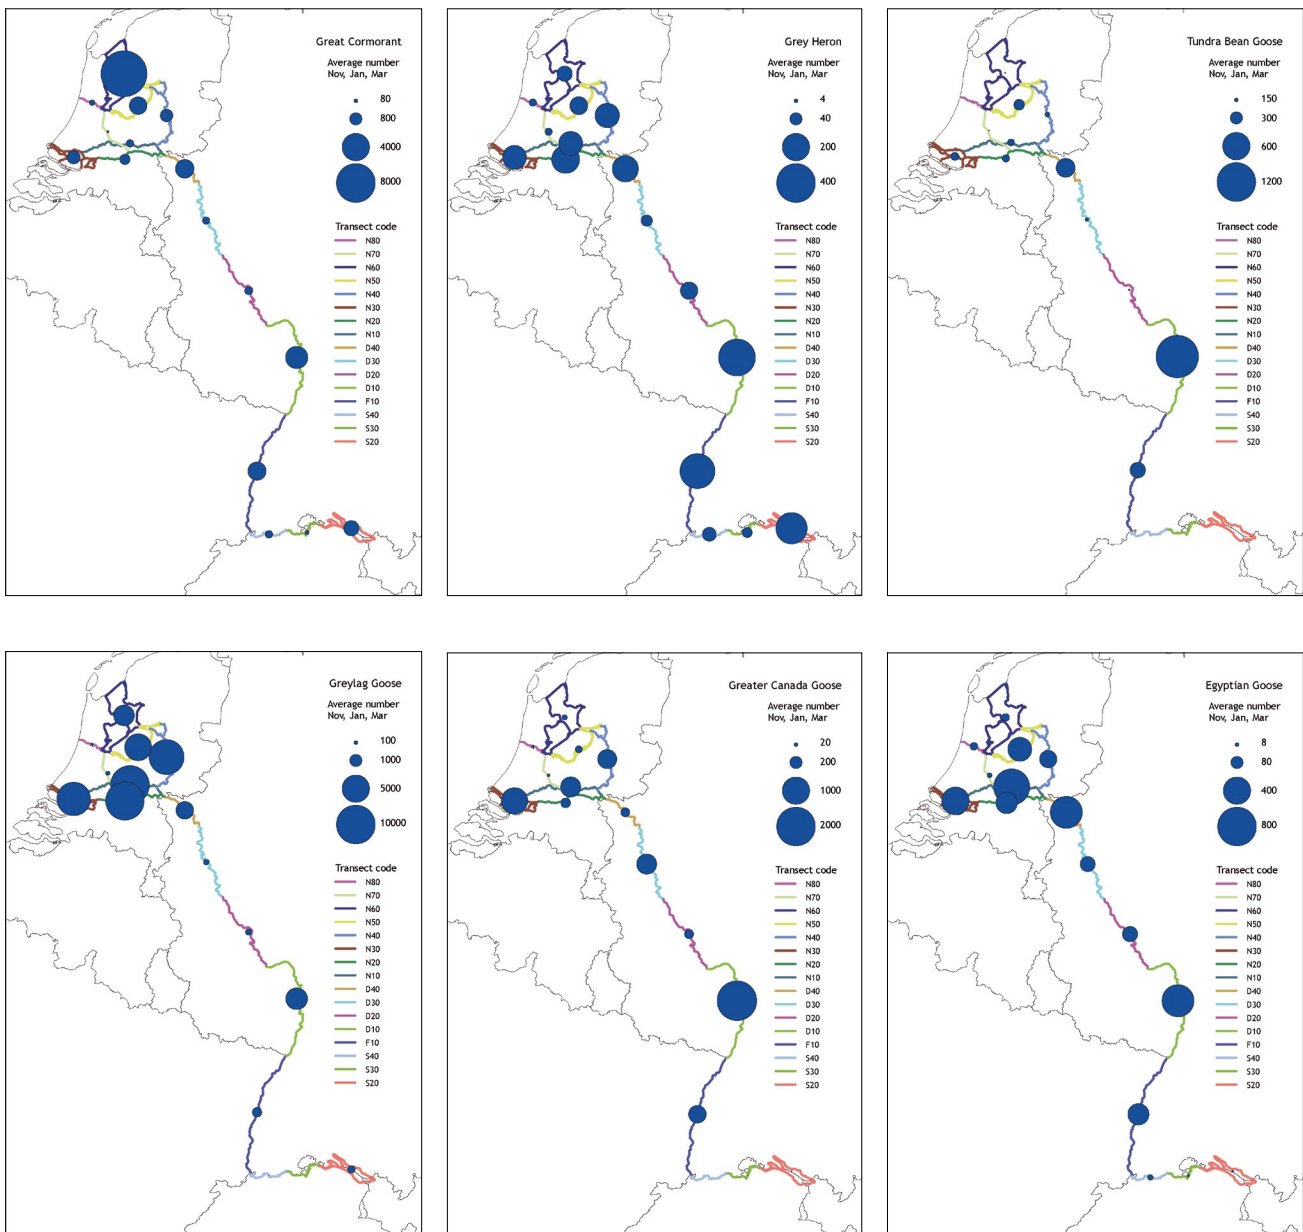 Great Cormorant
Average number
Nov, Jan, Mar
80
800
4000
8000
Transect code
N80
N70
N60
N50
N40
N30
N20
N10
D40
D30
D20
D10
F10
S40
S30
S20
Grey Heron
Average number
Nov, Jan, Mar
4
40
200
400
Transect code
N80
N70
N60
N50
N40
N30
N20
N10
D40
D30
D20
D10
F10
S40
S30
S20
Tundra Bean Goose
Average number
Nov, Jan, Mar
150
300
600
1200
Transect code
N80
N70
N60
N50
N40
N30
N20
N10
D40
D30
D20
D10
F10
S40
S30
S20
Greylag Goose
Average number
Nov, Jan, Mar
100
1000
5000
10000
Transect code
N80
N70
N60
N50
N40
N30
N20
N10
D40
D30
D20
D10
F10
S40
S30
S20
Greater Canada Goose
Average number
Nov, Jan, Mar
20
200
1000
2000
Transect code
N80
N70
N60
N50
N40
N30
N20
N10
D40
D30
D20
D10
F10
S40
S30
S20
Egyptian Goose
Average number
Nov, Jan, Mar
8
80
400
800
Transect code
N80
N70
N60
N50
N40
N30
N20
N10
D40
D30
D20
D10
F10
S40
S30
S20